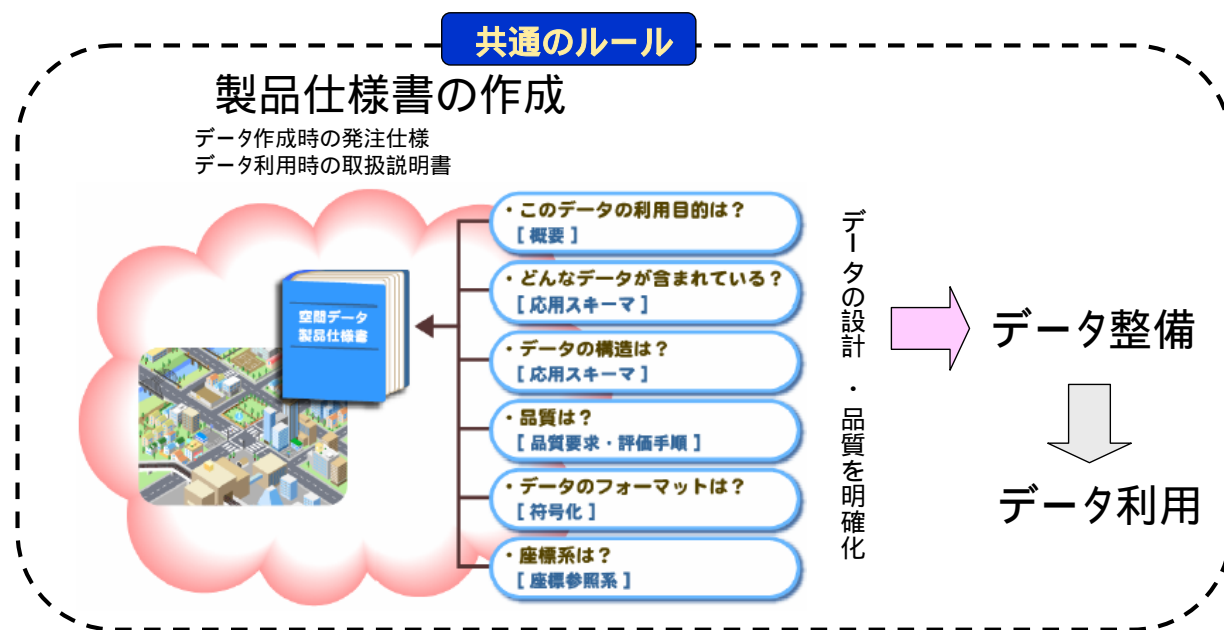 共通のルール
製品仕様書の作成
データ作成時の発注仕様
データ利用時の取扱説明書
空間データ
製品仕様書
・このデータの利用目的は？
[ 概要 ]
・どんなデータが含まれている？
[ 応用スキーマ ]
・データの構造は？
[ 応用スキーマ ]
・品質は？
[ 品質要求・評価手順 ]
・データのフォーマットは？
[ 符号化 ]
・座標系は？
[ 座標参照系 ]
データの設計・品質を明確化
データ整備
データ利用